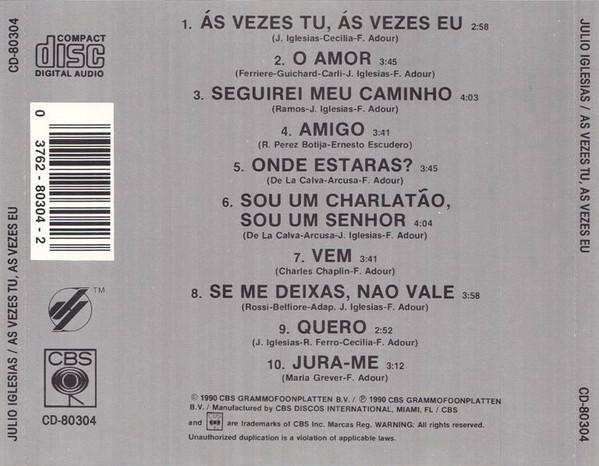 CD-80304
JULIO IGLESIAS / AS VEZES TU, AS VEZES EU
COMPACT
disc
DIGITAL AUDIO
0 3762-80304-2
TM
CBS
CD-80304
1. ÁS VEZES TU, ÁS VEZES EU 2:58
(J. Iglesias-Cecilia-F. Adour)
2. O AMOR 3:45
(Ferriere-Guichard-Carli-J. Iglesias-F. Adour)
3. SEGUIREI MEU CAMINHO 4:03
(Ramos-J. Iglesias-F. Adour)
4. AMIGO 3:41
(R. Perez Botija-Ernesto Escudero)
5. ONDE ESTARAS? 3:45
(De La Calva-Arcusa-F. Adour)
6. SOU UM CHARLATÃO,
SOU UM SENHOR 4:04
(De La Calva-Arcusa-J. Iglesias-F. Adour)
7. VEM 3:41
(Charles Chaplin-F. Adour)
8. SE ME DEIXAS, NAO VALE 3:58
(Rossi-Belfiore-Adap. J. Iglesias-F. Adour)
9. QUERO 2:52
(J. Iglesias-R. Ferro-Cecilia-F. Adour)
10. JURA-ME 3:12
(Maria Grever-F. Adour)
© 1990 CBS GRAMMOFOONPLATTEN B.V. / ℗ 1990 CBS GRAMMOFOONPLATTEN
B.V. / Manufactured by CBS DISCOS INTERNATIONAL, MIAMI, FL / CBS
and CBS are trademarks of CBS Inc. Marcas Reg. WARNING: All rights reserved.
Unauthorized duplication is a violation of applicable laws.
JULIO IGLESIAS / AS VEZES TU, AS VEZES EU
CD-80304